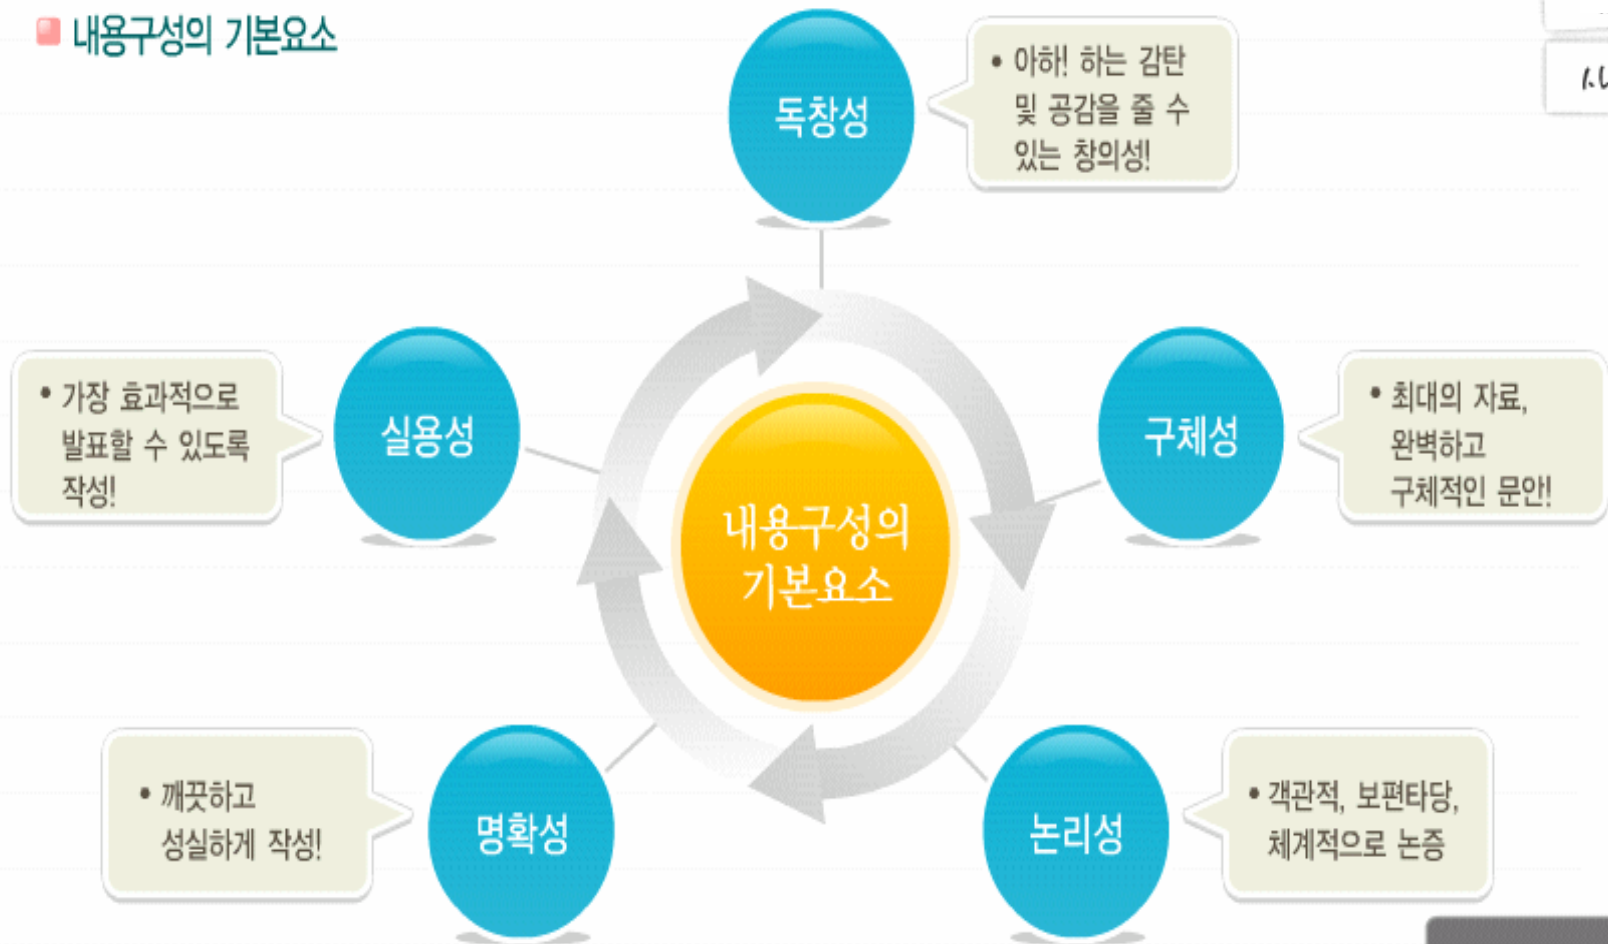 내용구성의 기본요소
독창성
• 아하! 하는 감탄
및 공감을 줄 수
있는 창의성!
실용성
• 가장 효과적으로
발표할 수 있도록
작성!
구체성
• 최대의 자료,
완벽하고
구체적인 문안!
내용구성의
기본요소
명확성
• 깨끗하고
성실하게 작성!
논리성
• 객관적, 보편타당,
체계적으로 논증